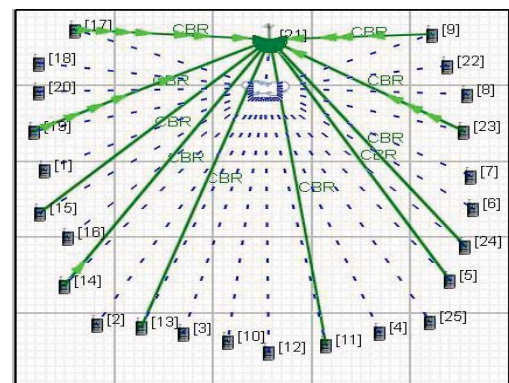 [17] CBR [21] CBR [9]
[18] [22]
[20] CBR [8]
[19] CBR [23]
CBR CBR
[1] CBR CBR [7]
CBR CBR
[15] [6]
[16] [24]
[14] [5]
[2] [13] [3] [10] [12] [11] [4] [25]